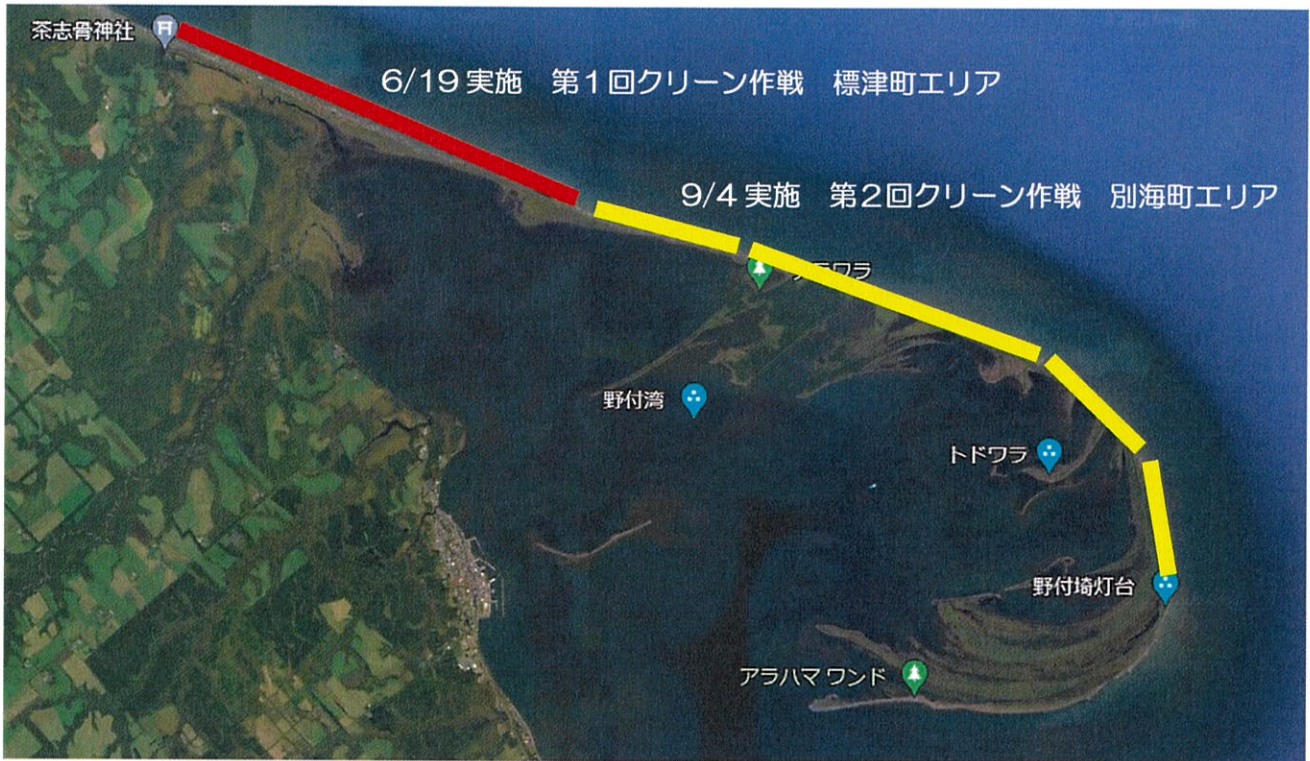 茶志骨神社
6/19 実施　第1回クリーン作戦　標津町エリア
9/4 実施　第2回クリーン作戦　別海町エリア
ラワラ
野付湾
トドワラ
野付埼灯台
アラハマ ワンド